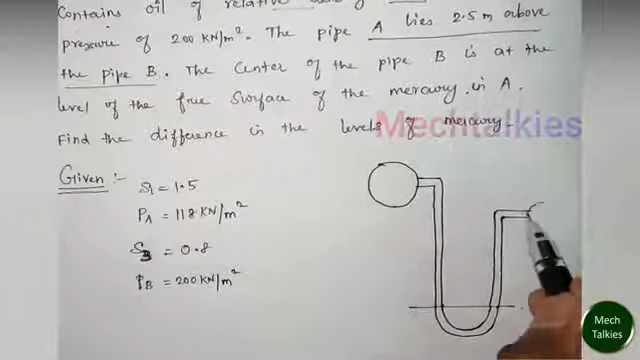 Contains oil of relative
pressure of 200 KN/m². The pipe A lies 2.5m above
the pipe B. The Center of the pipe B is at the
level of the free Surface of the mercury in A.
Find the difference in the levels of mercury.
Mechtalkies
Given :-
S₁ = 1.5
PA = 118 KN/m²
S₃ = 0.8
PB = 200 KN/m²
Mech
Talkies